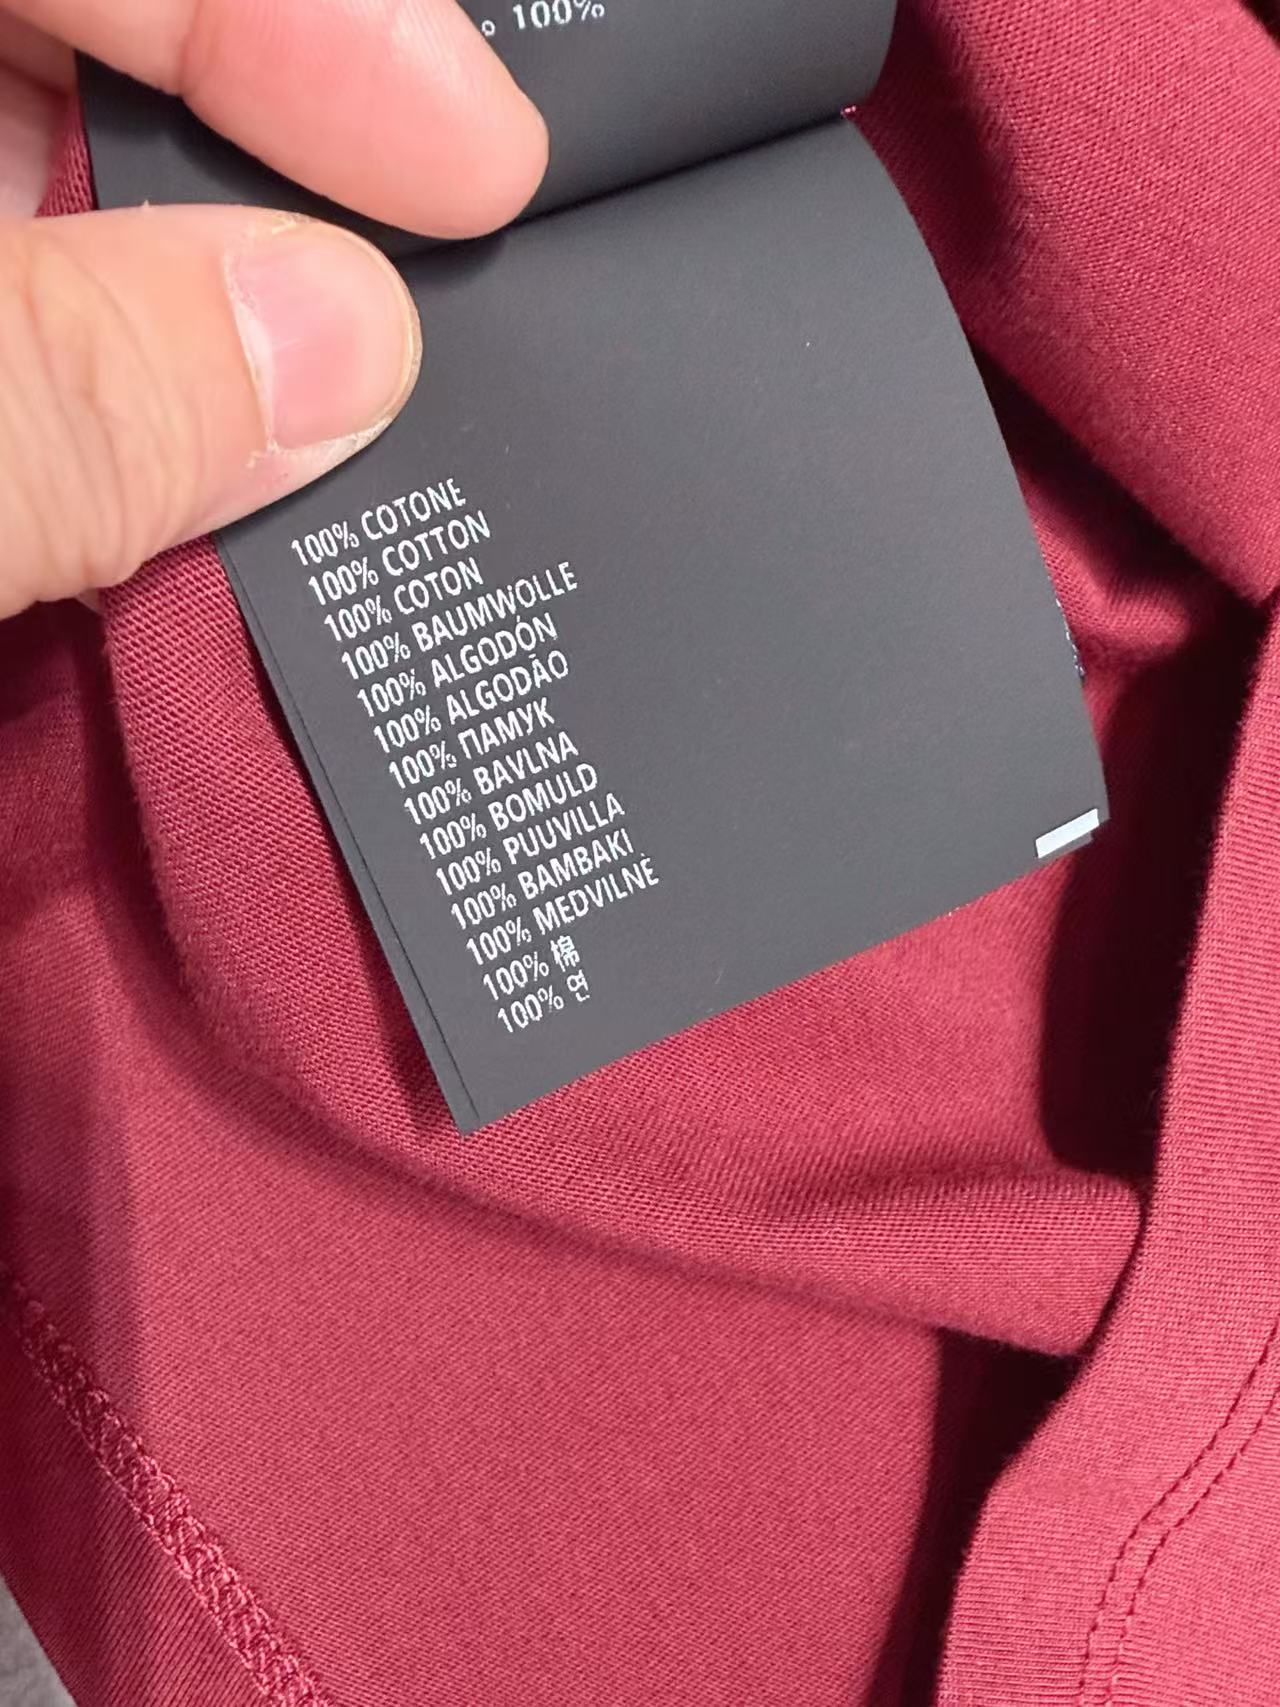 100%
100% COTONE
100% COTTON
100% COTON
100% BAUMWOLLE
100% ALGODÓN
100% ALGODÃO
100% ПАМУК
100% BAVLNA
100% BOMULD
100% PUUVILLA
100% BAMBAKI
100% MEDVILNĖ
100% 棉
100% 면